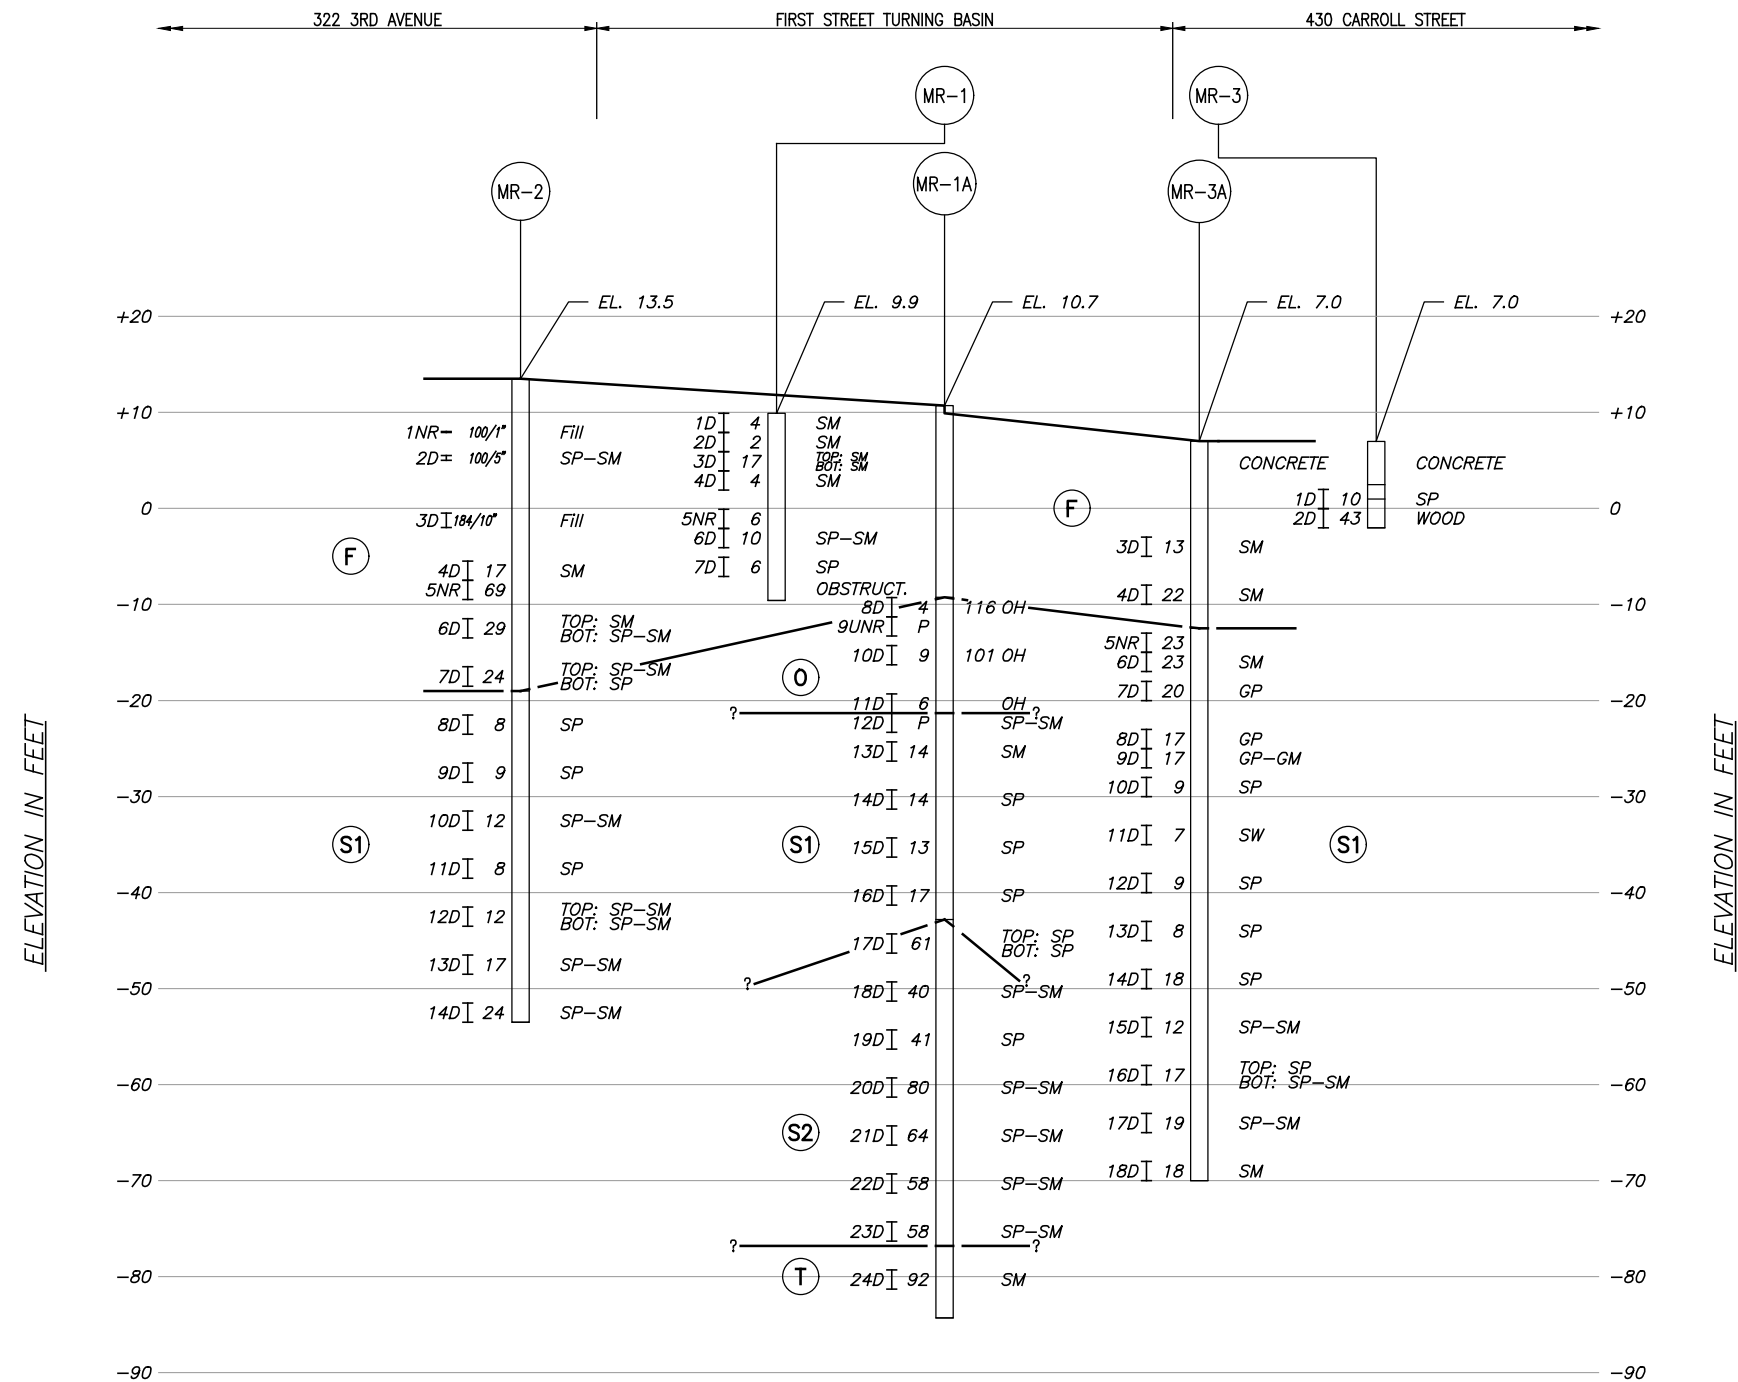 322 3RD AVENUE
FIRST STREET TURNING BASIN
430 CARROLL STREET
MR-1
MR-3
MR-2
MR-1A
MR-3A
EL. 13.5
EL. 9.9
EL. 10.7
EL. 7.0
EL. 7.0
ELEVATION IN FEET
+20
+10
0
-10
-20
-30
-40
-50
-60
-70
-80
-90
1NR 100/1" Fill
2D 100/5" SP-SM
3D 184/10" Fill
F
4D 17 SM
5NR 69
6D 29 TOP: SM
BOT: SP-SM
7D 24 TOP: SP-SM
BOT: SP
8D 8 SP
9D 9 SP
10D 12 SP-SM
S1
11D 8 SP
12D 12 TOP: SP-SM
BOT: SP-SM
13D 17 SP-SM
14D 24 SP-SM
1D 4 SM
2D 2 SM
3D 17 TOP: SM
BOT: SM
4D 4 SM
5NR 6
6D 10 SP-SM
7D 6 SP
OBSTRUCT.
8D 4 116 OH
9UNR P
10D 9 101 OH
O
11D 6 OH
? ?
12D P SP-SM
13D 14 SM
14D 14 SP
15D 13 SP
S1
16D 17 SP
17D 61 TOP: SP
BOT: SP
? ?
18D 40 SP-SM
19D 41 SP
20D 80 SP-SM
S2
21D 64 SP-SM
22D 58 SP-SM
23D 58 SP-SM
? ?
T
24D 92 SM
F
CONCRETE
3D 13 SM
4D 22 SM
5NR 23
6D 23 SM
7D 20 GP
8D 17 GP
9D 17 GP-GM
10D 9 SP
11D 7 SW
S1
12D 9 SP
13D 8 SP
14D 18 SP
15D 12 SP-SM
16D 17 TOP: SP
BOT: SP-SM
17D 19 SP-SM
18D 18 SM
CONCRETE
1D 10 SP
2D 43 WOOD
+20
+10
0
-10
-20
-30
-40
-50
-60
-70
-80
-90
ELEVATION IN FEET